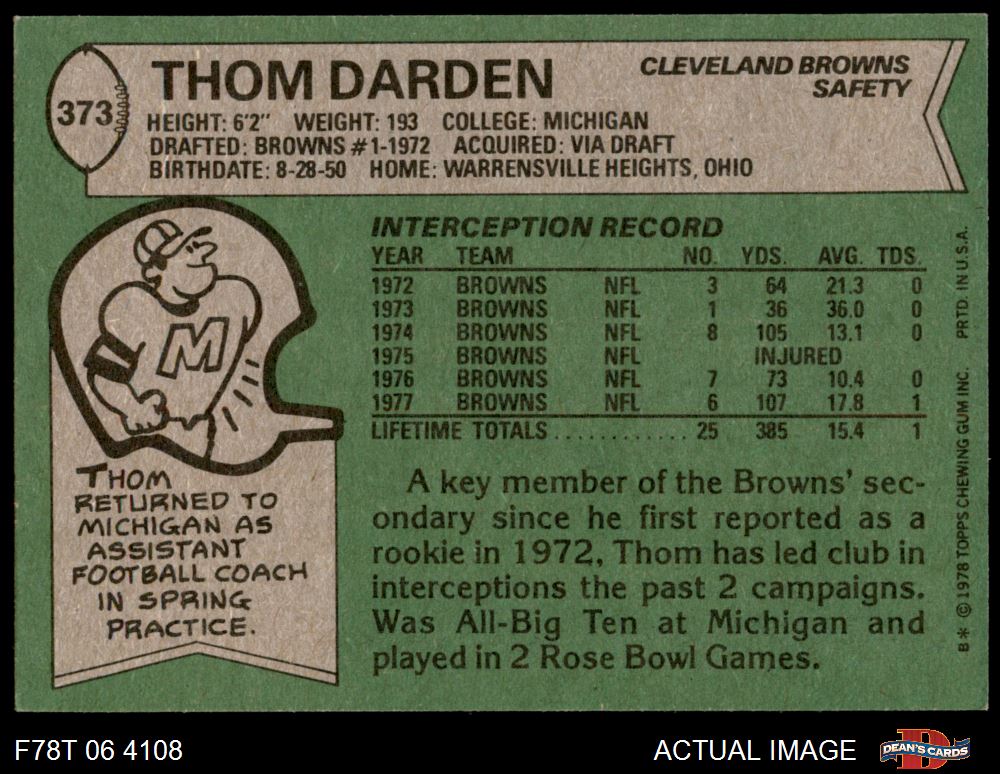 373
THOM DARDEN
CLEVELAND BROWNS
SAFETY
HEIGHT: 6'2" WEIGHT: 193 COLLEGE: MICHIGAN
DRAFTED: BROWNS #1-1972 ACQUIRED: VIA DRAFT
BIRTHDATE: 8-28-50 HOME: WARRENSVILLE HEIGHTS, OHIO
M
THOM
RETURNED TO
MICHIGAN AS
ASSISTANT
FOOTBALL COACH
IN SPRING
PRACTICE.
INTERCEPTION RECORD
YEAR TEAM NO. YDS. AVG. TDS.
1972 BROWNS NFL 3 64 21.3 0
1973 BROWNS NFL 1 36 36.0 0
1974 BROWNS NFL 8 105 13.1 0
1975 BROWNS NFL INJURED
1976 BROWNS NFL 7 73 10.4 0
1977 BROWNS NFL 6 107 17.8 1
LIFETIME TOTALS ............ 25 385 15.4 1
A key member of the Browns' sec-
ondary since he first reported as a
rookie in 1972, Thom has led club in
interceptions the past 2 campaigns.
Was All-Big Ten at Michigan and
played in 2 Rose Bowl Games.
B* © 1978 TOPPS CHEWING GUM INC. PRTD. IN U.S.A.
F78T 06 4108
ACTUAL IMAGE
DEAN'S CARDS